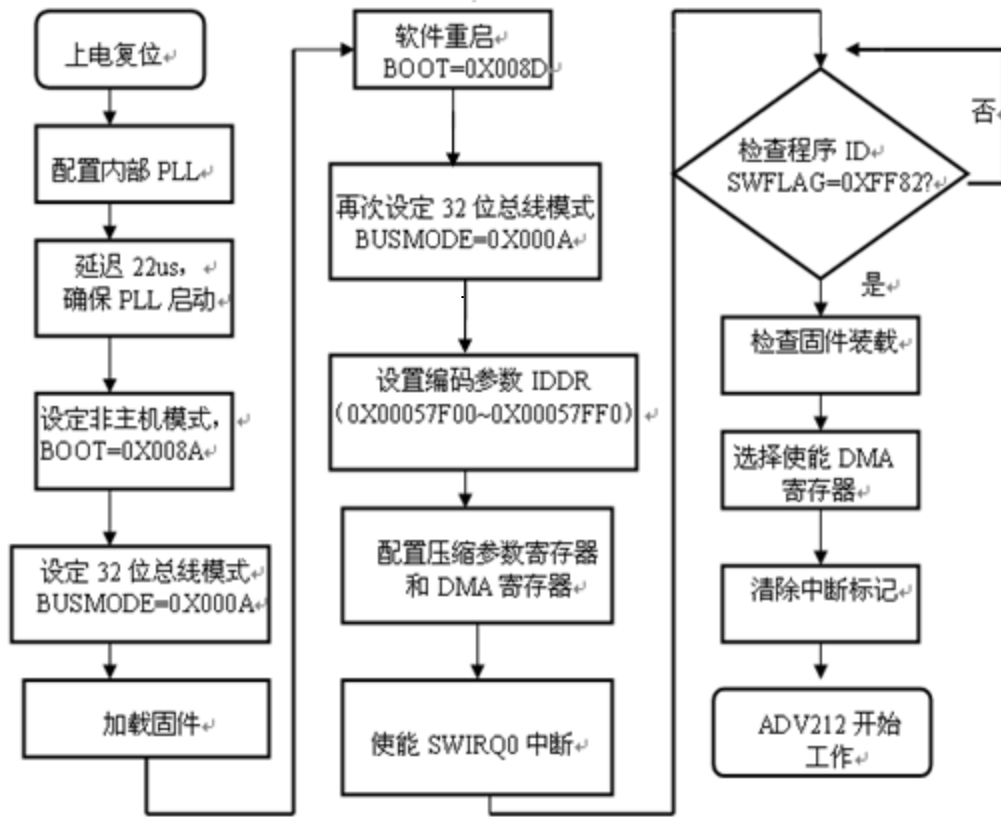 上电复位
配置内部 PLL
延迟 22us，
确保 PLL 启动
设定非主机模式，
BOOT=0X008A
设定 32 位总线模式
BUSMODE=0X000A
加载固件
软件重启
BOOT=0X008D
再次设定 32 位总线模式
BUSMODE=0X000A
设置编码参数 IDDR
（0X00057F00~0X00057FF0）
配置压缩参数寄存器
和 DMA 寄存器
使能 SWIRQ0 中断
检查程序 ID
SWFLAG=0XFF82?
否
是
检查固件装载
选择使能 DMA
寄存器
清除中断标记
ADV212 开始
工作